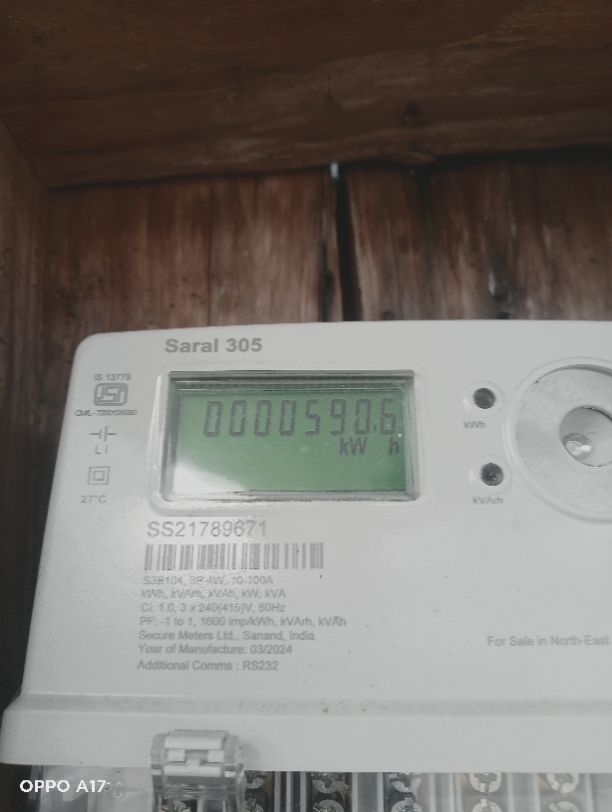 Saral 305
IS 13779
Li
27°C
0000590.6
kW h
kWh
kVArh
SS21789671
S3B104, 3P 4W, 10-100A
kWh, kVArh, kVAh, kW, kVA
Cl. 1.0, 3 x 240(415)V, 50Hz
PF: -1 to 1, 1600 imp/kWh, kVArh, kVAh
Secure Meters Ltd., Sanand, India
Year of Manufacture: 03/2024
Additional Comms : RS232
For Sale in North-East
OPPO A17